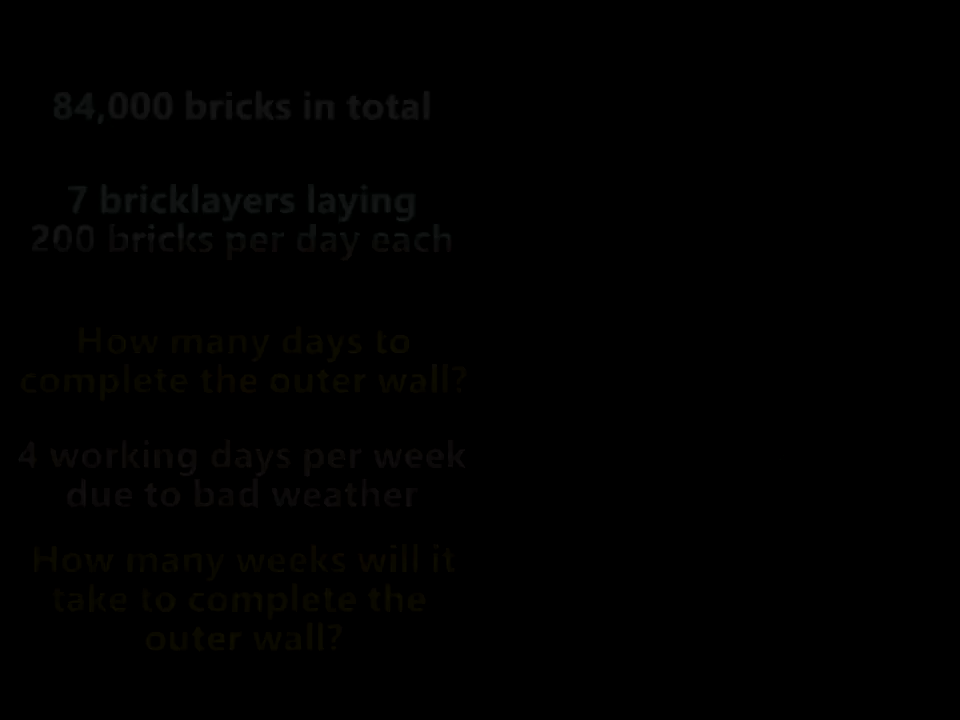 84,000 bricks in total
7 bricklayers laying
200 bricks per day each
How many days to
complete the outer wall?
4 working days per week
due to bad weather
How many weeks will it
take to complete the
outer wall?